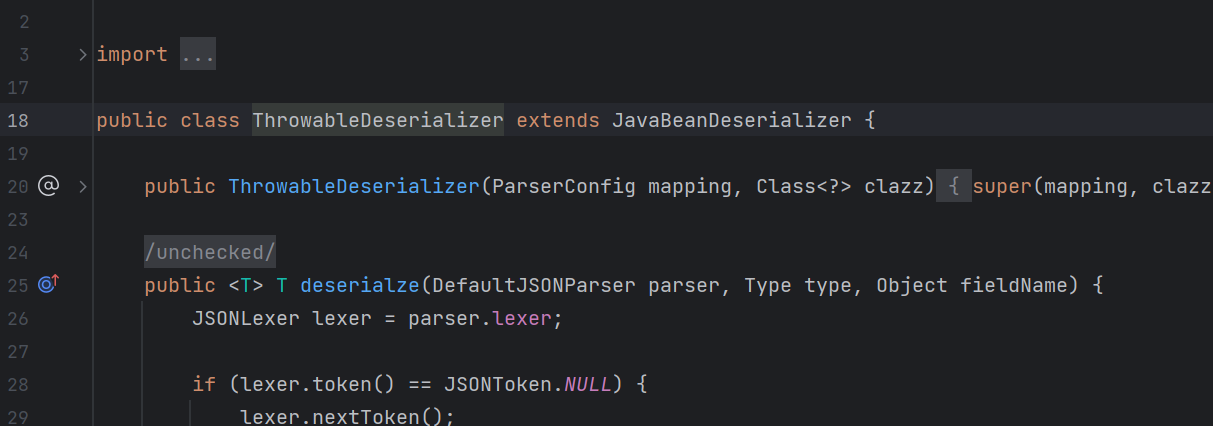 2
3 import ...
17
18 public class ThrowableDeserializer extends JavaBeanDeserializer {
19
20 @ public ThrowableDeserializer(ParserConfig mapping, Class<?> clazz) { super(mapping, clazz
23
24 /unchecked/
25 public <T> T deserialze(DefaultJSONParser parser, Type type, Object fieldName) {
26 JSONLexer lexer = parser.lexer;
27
28 if (lexer.token() == JSONToken.NULL) {
29 lexer.nextToken();